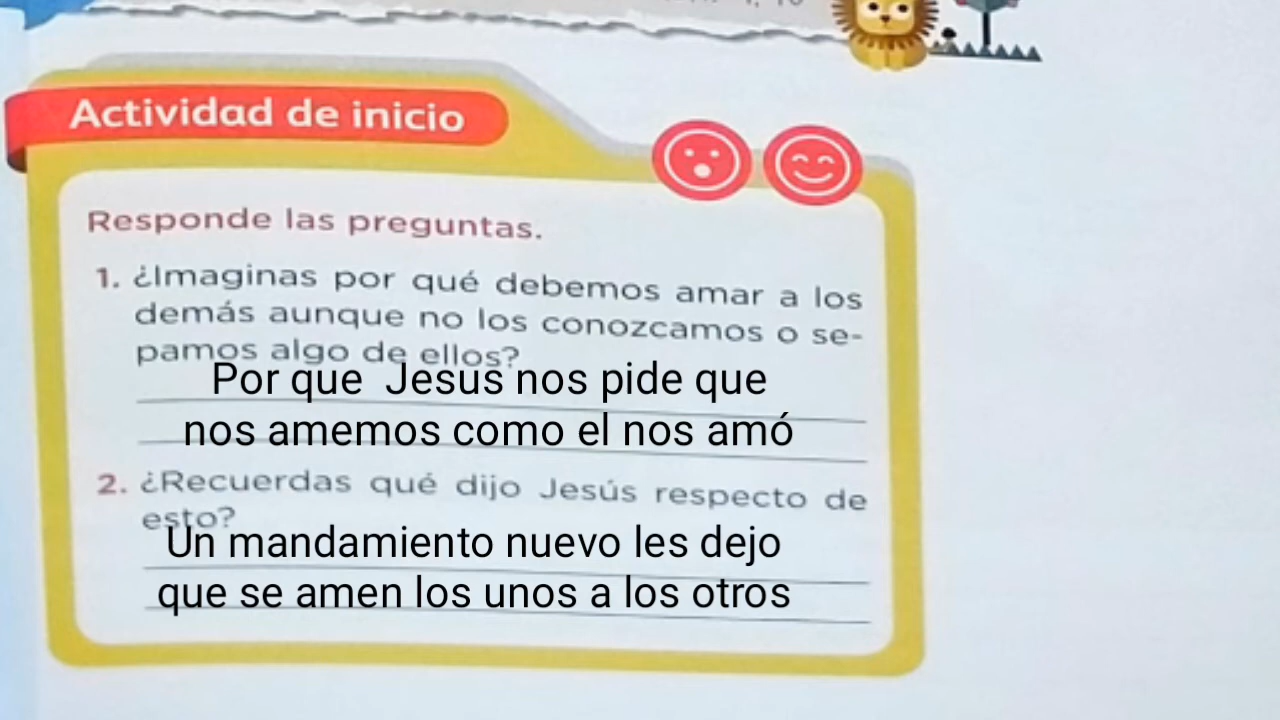 Actividad de inicio
Responde las preguntas.
1. ¿Imaginas por qué debemos amar a los
demás aunque no los conozcamos o se-
pamos algo de ellos?
Por que Jesus nos pide que
nos amemos como el nos amó
2. ¿Recuerdas qué dijo Jesús respecto de
esto?
Un mandamiento nuevo les dejo
que se amen los unos a los otros